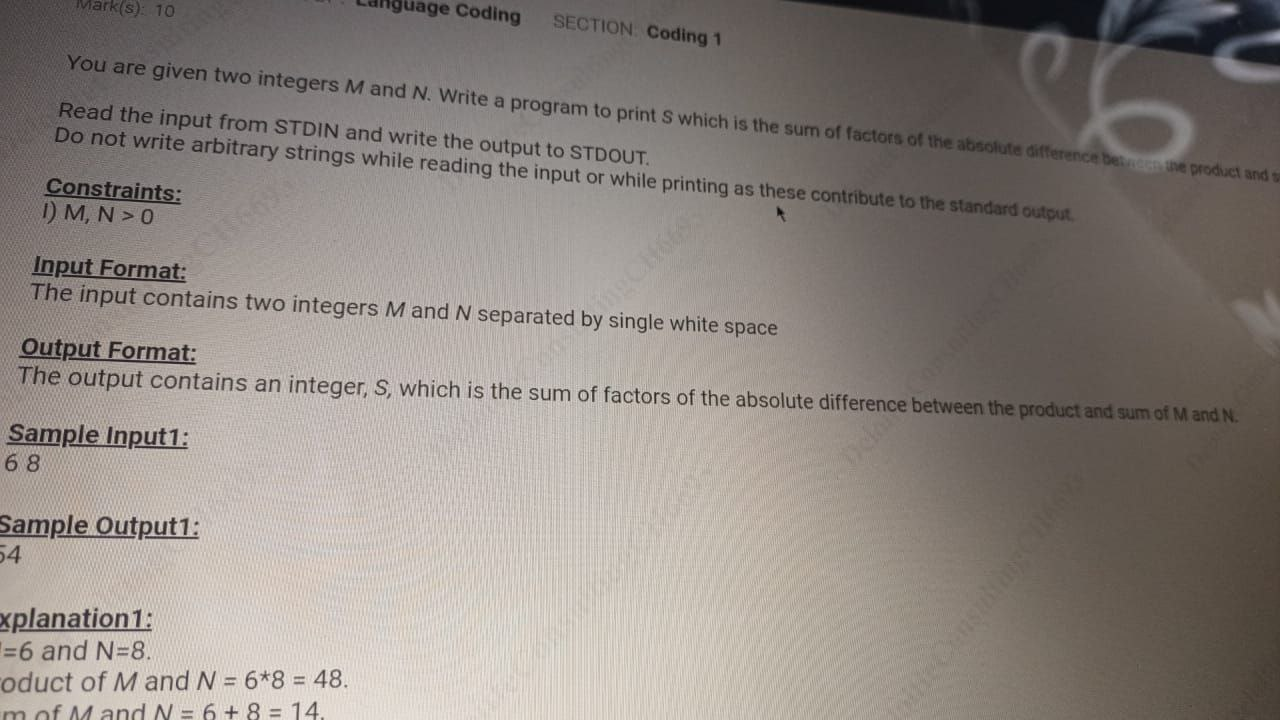 Mark(s): 10
Language Coding SECTION: Coding 1
You are given two integers M and N. Write a program to print S which is the sum of factors of the absolute difference between the product and s
Read the input from STDIN and write the output to STDOUT.
Do not write arbitrary strings while reading the input or while printing as these contribute to the standard output.
Constraints:
I) M, N > 0
Input Format:
The input contains two integers M and N separated by single white space
Output Format:
The output contains an integer, S, which is the sum of factors of the absolute difference between the product and sum of M and N.
Sample Input1:
6 8
Sample Output1:
54
xplanation1:
=6 and N=8.
oduct of M and N = 6*8 = 48.
m of M and N = 6 + 8 = 14.